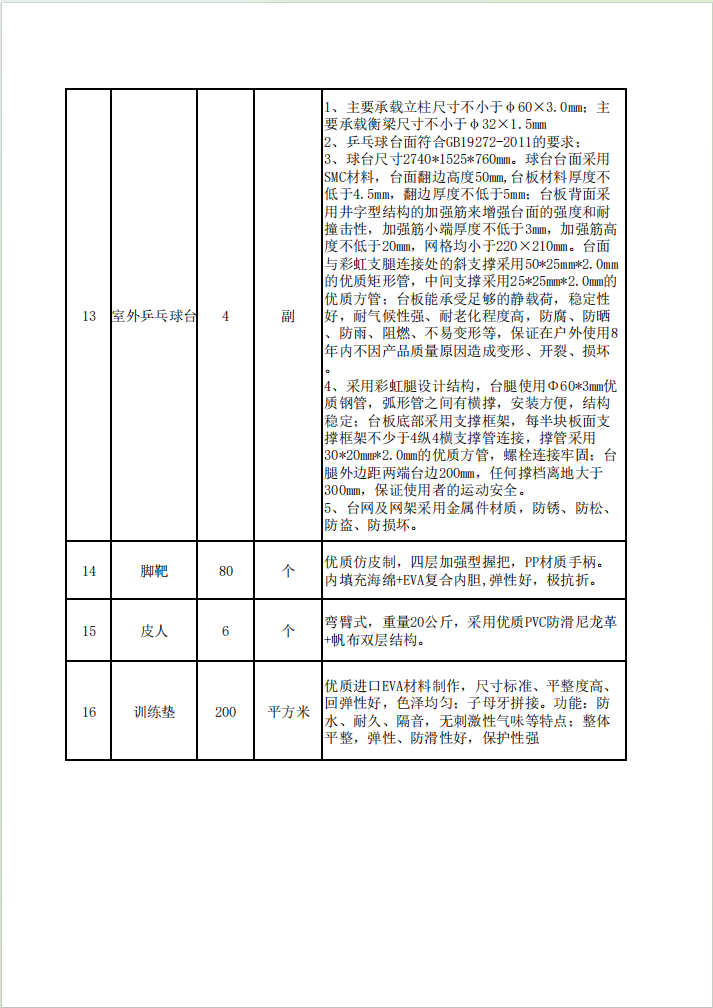 1、主要承载立柱尺寸不小于φ60×3.0mm；主
要承载衡梁尺寸不小于φ32×1.5mm
2、乒乓球台面符合GB19272-2011的要求；
3、球台尺寸2740*1525*760mm。球台台面采用
SMC材料，台面翻边高度50mm,台板材料厚度不
低于4.5mm，翻边厚度不低于5mm；台板背面采
用井字型结构的加强筋来增强台面的强度和耐
撞击性，加强筋小端厚度不低于3mm，加强筋高
度不低于20mm，网格均小于220×210mm。台面
与彩虹支腿连接处的斜支撑采用50*25mm*2.0mm
的优质矩形管，中间支撑采用25*25mm*2.0mm的
优质方管；台板能承受足够的静载荷，稳定性
13 室外乒乓球台 4 副 好，耐气候性强、耐老化程度高，防腐、防晒
、防雨、阻燃、不易变形等，保证在户外使用8
年内不因产品质量原因造成变形、开裂、损坏
。
4、采用彩虹腿设计结构，台腿使用Φ60*3mm优
质钢管，弧形管之间有横撑，安装方便，结构
稳定；台板底部采用支撑框架，每半块板面支
撑框架不少于4纵4横支撑管连接，撑管采用
30*20mm*2.0mm的优质方管，螺栓连接牢固；台
腿外边距两端台边200mm，任何撑档离地大于
300mm，保证使用者的运动安全。
5、台网及网架采用金属件材质，防锈、防松、
防盗、防损坏。
14 脚靶 80 个 优质仿皮制，四层加强型握把，PP材质手柄。
内填充海绵+EVA复合内胆,弹性好，极抗折。
15 皮人 6 个 弯臂式，重量20公斤，采用优质PVC防滑尼龙革
+帆布双层结构。
16 训练垫 200 平方米 优质进口EVA材料制作，尺寸标准、平整度高、
回弹性好，色泽均匀；子母牙拼接。功能：防
水、耐久、隔音，无刺激性气味等特点；整体
平整，弹性、防滑性好，保护性强